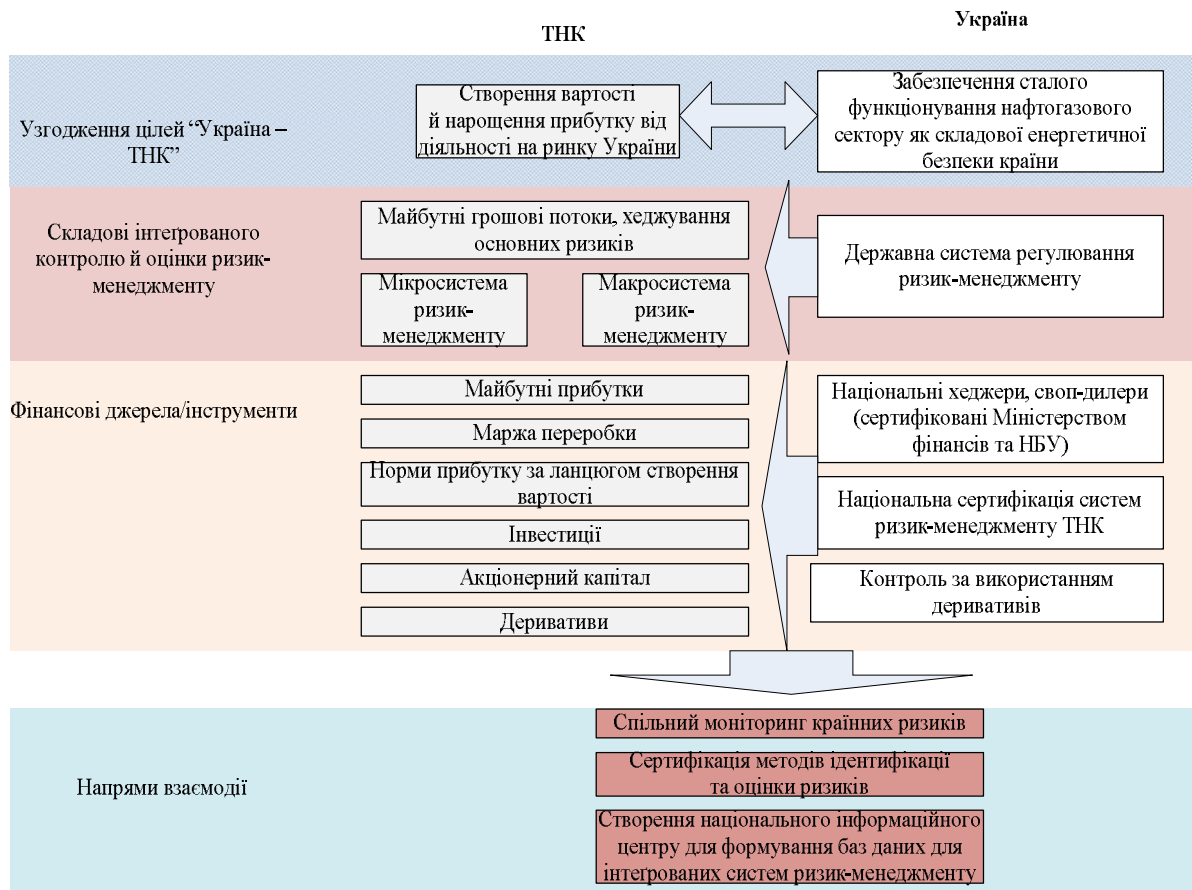 ТНК
Україна
Узгодження цілей “Україна –
ТНК”
Створення вартості
й нарощення прибутку від
діяльності на ринку України
Забезпечення сталого
функціонування нафтогазового
сектору як складової енергетичної
безпеки країни
Складові інтегрованого
контролю й оцінки ризик-
менеджменту
Майбутні грошові потоки, хеджування
основних ризиків
Мікросистема
ризик-
менеджменту
Макросистема
ризик-
менеджменту
Державна система регулювання
ризик-менеджменту
Фінансові джерела/інструменти
Майбутні прибутки
Маржа переробки
Норми прибутку за ланцюгом створення
вартості
Інвестиції
Акціонерний капітал
Деривативи
Національні хеджери, своп-дилери
(сертифіковані Міністерством
фінансів та НБУ)
Національна сертифікація систем
ризик-менеджменту ТНК
Контроль за використанням
деривативів
Напрями взаємодії
Спільний моніторинг країнних ризиків
Сертифікація методів ідентифікації
та оцінки ризиків
Створення національного інформаційного
центру для формування баз даних для
інтегрованих систем ризик-менеджменту